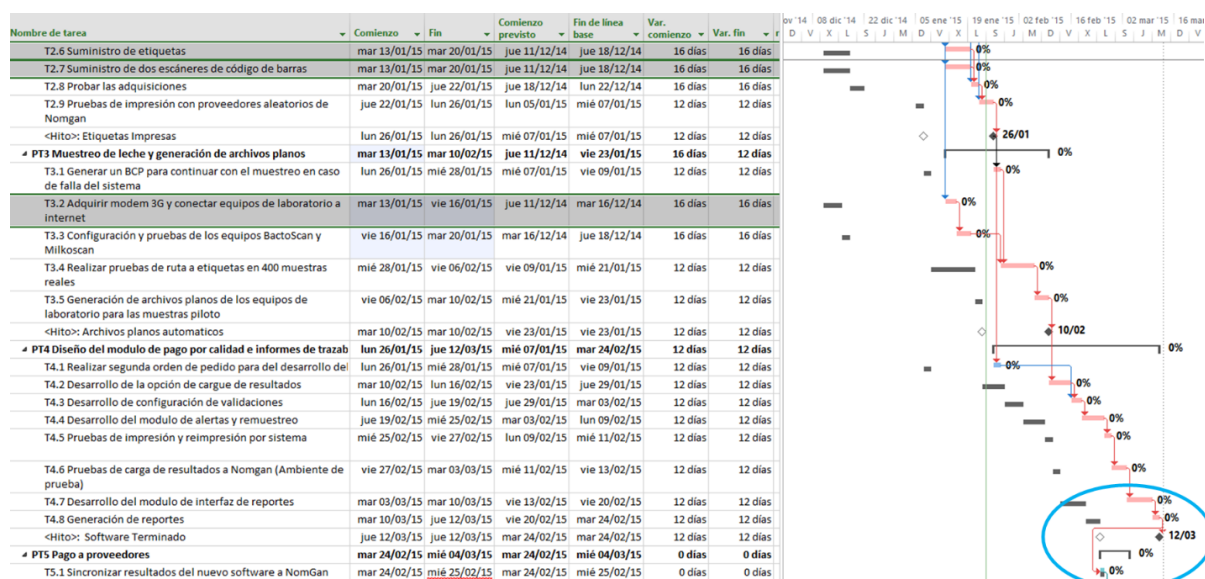 Nombre de tarea Comienzo Fin Comienzo previsto Fin de línea base Var. comienzo Var. fin
ov '14 08 dic '14 22 dic '14 05 ene '15 19 ene '15 02 feb '15 16 feb '15 02 mar '15 16 mar
D V X L S J M D V X L S J M D V X L S J M D V
T2.6 Suministro de etiquetas mar 13/01/15 mar 20/01/15 jue 11/12/14 jue 18/12/14 16 días 16 días 0%
T2.7 Suministro de dos escáneres de código de barras mar 13/01/15 mar 20/01/15 jue 11/12/14 jue 18/12/14 16 días 16 días 0%
T2.8 Probar las adquisiciones mar 20/01/15 jue 22/01/15 jue 18/12/14 lun 22/12/14 16 días 16 días 0%
T2.9 Pruebas de impresión con proveedores aleatorios de jue 22/01/15 lun 26/01/15 lun 05/01/15 mié 07/01/15 12 días 12 días 0%
Nomgan
<Hito>: Etiquetas Impresas lun 26/01/15 lun 26/01/15 mié 07/01/15 mié 07/01/15 12 días 12 días 26/01
PT3 Muestreo de leche y generación de archivos planos mar 13/01/15 mar 10/02/15 jue 11/12/14 vie 23/01/15 16 días 12 días 0%
T3.1 Generar un BCP para continuar con el muestreo en caso lun 26/01/15 mié 28/01/15 mié 07/01/15 vie 09/01/15 12 días 12 días 0%
de falla del sistema
T3.2 Adquirir modem 3G y conectar equipos de laboratorio a mar 13/01/15 vie 16/01/15 jue 11/12/14 mar 16/12/14 16 días 16 días 0%
internet
T3.3 Configuración y pruebas de los equipos BactoScan y vie 16/01/15 mar 20/01/15 mar 16/12/14 jue 18/12/14 16 días 16 días 0%
Milkoscan
T3.4 Realizar pruebas de ruta a etiquetas en 400 muestras mié 28/01/15 vie 06/02/15 vie 09/01/15 mié 21/01/15 12 días 12 días 0%
reales
T3.5 Generación de archivos planos de los equipos de vie 06/02/15 mar 10/02/15 mié 21/01/15 vie 23/01/15 12 días 12 días 0%
laboratorio para las muestras piloto
<Hito>: Archivos planos automaticos mar 10/02/15 mar 10/02/15 vie 23/01/15 vie 23/01/15 12 días 12 días 10/02
PT4 Diseño del modulo de pago por calidad e informes de trazab lun 26/01/15 jue 12/03/15 mié 07/01/15 mar 24/02/15 12 días 12 días 0%
T4.1 Realizar segunda orden de pedido para del desarrollo del lun 26/01/15 mié 28/01/15 mié 07/01/15 vie 09/01/15 12 días 12 días 0%
T4.2 Desarrollo de la opción de cargue de resultados mar 10/02/15 lun 16/02/15 vie 23/01/15 jue 29/01/15 12 días 12 días 0%
T4.3 Desarrollo de configuración de validaciones lun 16/02/15 jue 19/02/15 jue 29/01/15 mar 03/02/15 12 días 12 días 0%
T4.4 Desarrollo del modulo de alertas y remuestreo jue 19/02/15 mié 25/02/15 mar 03/02/15 lun 09/02/15 12 días 12 días 0%
T4.5 Pruebas de impresión y reimpresión por sistema mié 25/02/15 vie 27/02/15 lun 09/02/15 mié 11/02/15 12 días 12 días 0%
T4.6 Pruebas de carga de resultados a Nomgan (Ambiente de vie 27/02/15 mar 03/03/15 mié 11/02/15 vie 13/02/15 12 días 12 días 0%
prueba)
T4.7 Desarrollo del modulo de interfaz de reportes mar 03/03/15 mar 10/03/15 vie 13/02/15 vie 20/02/15 12 días 12 días 0%
T4.8 Generación de reportes mar 10/03/15 jue 12/03/15 vie 20/02/15 mar 24/02/15 12 días 12 días 0%
<Hito>: Software Terminado jue 12/03/15 jue 12/03/15 mar 24/02/15 mar 24/02/15 12 días 12 días 12/03
PT5 Pago a proveedores mar 24/02/15 mié 04/03/15 mar 24/02/15 mié 04/03/15 0 días 0 días 0%
T5.1 Sincronizar resultados del nuevo software a NomGan mar 24/02/15 mié 25/02/15 mar 24/02/15 mié 25/02/15 0 días 0 días 0%